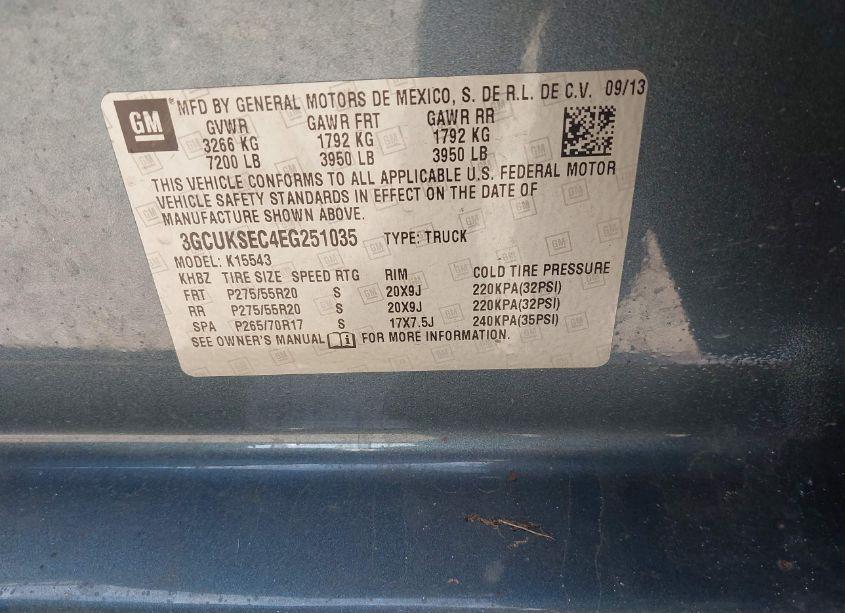 GM ® MFD BY GENERAL MOTORS DE MEXICO, S. DE R.L. DE C.V. 09/13
GVWR GAWR FRT GAWR RR
3266 KG 1792 KG 1792 KG
7200 LB 3950 LB 3950 LB
THIS VEHICLE CONFORMS TO ALL APPLICABLE U.S. FEDERAL MOTOR
VEHICLE SAFETY STANDARDS IN EFFECT ON THE DATE OF
MANUFACTURE SHOWN ABOVE.
3GCUKSEC4EG251035 TYPE: TRUCK
MODEL: K15543
KHBZ TIRE SIZE SPEED RTG RIM COLD TIRE PRESSURE
FRT P275/55R20 S 20X9J 220KPA(32PSI)
RR P275/55R20 S 20X9J 220KPA(32PSI)
SPA P265/70R17 S 17X7.5J 240KPA(35PSI)
SEE OWNER'S MANUAL i FOR MORE INFORMATION.